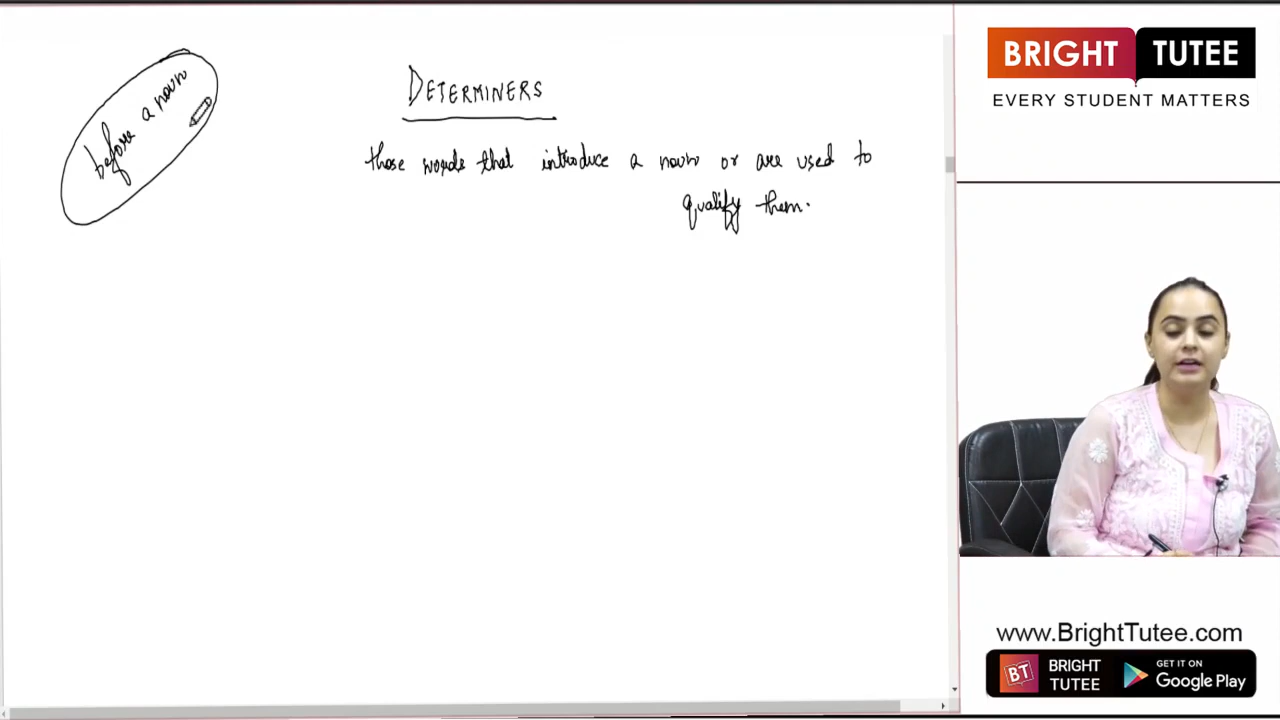 before a noun
DETERMINERS
those words that introduce a noun or are used to
qualify them.
BRIGHT TUTEE
EVERY STUDENT MATTERS
www.BrightTutee.com
BT
BRIGHT
TUTEE
GET IT ON
Google Play